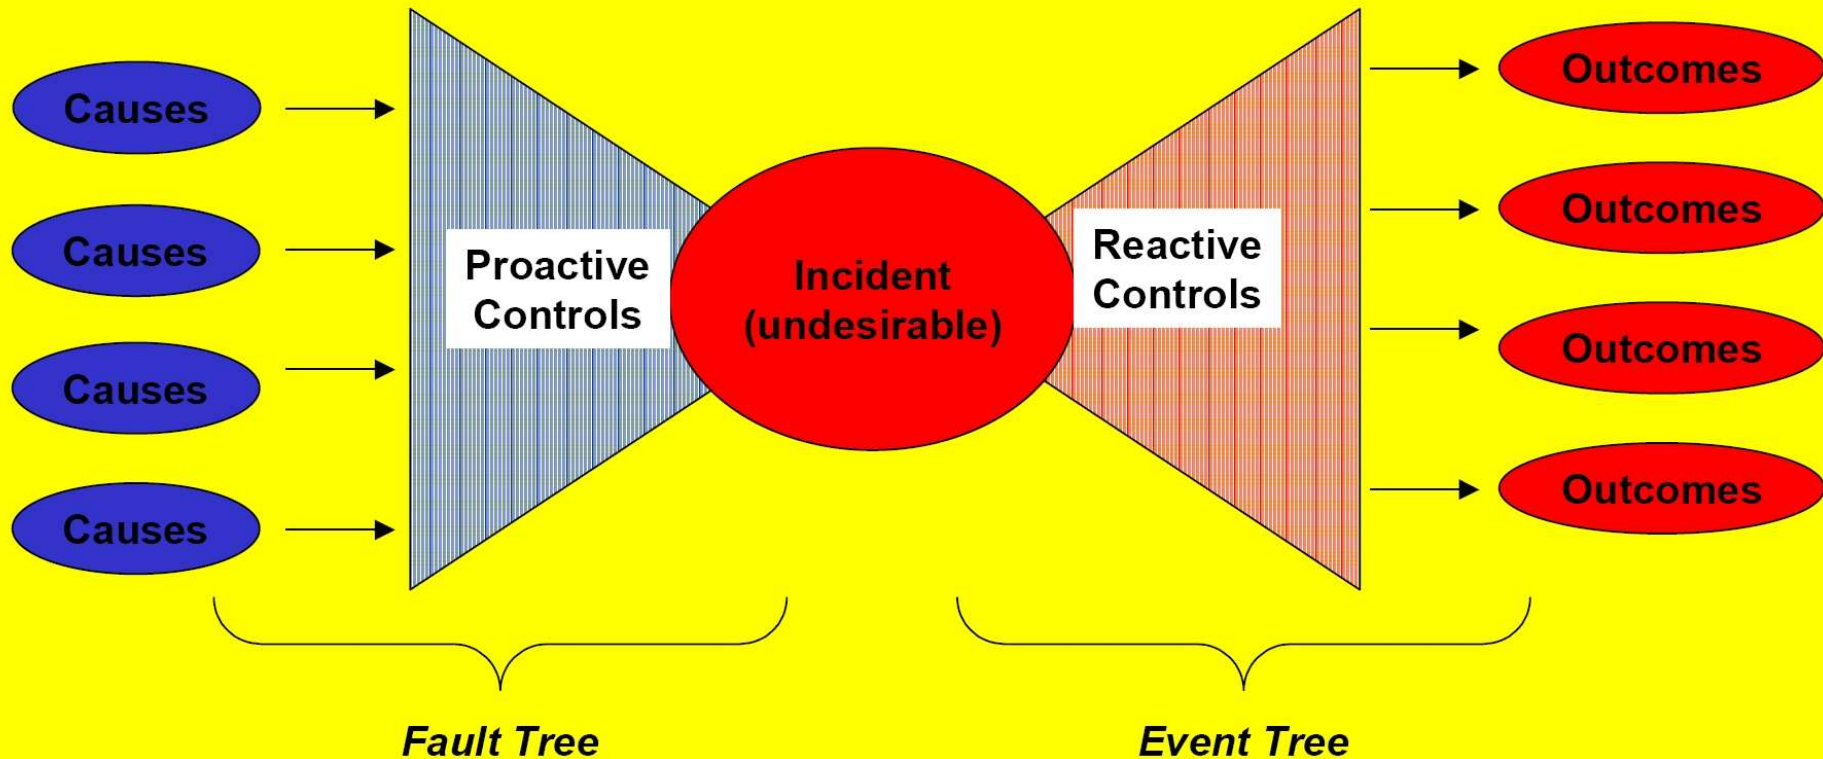 Causes
Causes
Causes
Causes
Proactive
Controls
Incident
(undesirable)
Reactive
Controls
Outcomes
Outcomes
Outcomes
Outcomes
Fault Tree
Event Tree